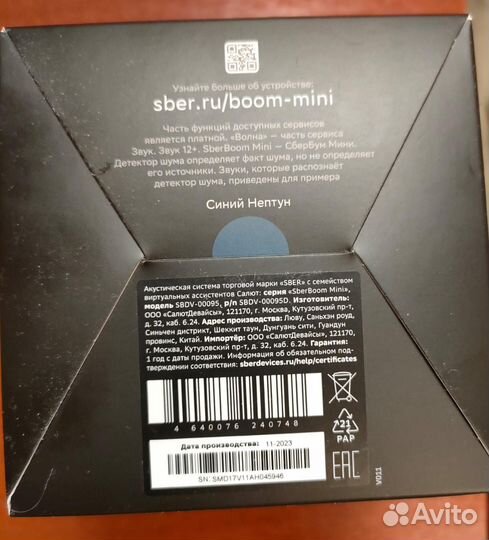 Узнайте больше об устройстве:
sber.ru/boom-mini
Часть функций доступных сервисов
является платной. «Волна» — часть сервиса
Звук. Звук 12+. SberBoom Mini — СберБум Мини.
Детектор шума определяет факт шума, но не определяет
его источники. Звуки, которые распознаёт
детектор шума, приведены для примера
Синий Нептун
Акустическая система торговой марки «SBER» с семейством
виртуальных ассистентов Салют: серия «SberBoom Mini»,
модель SBDV-00095, p/n SBDV-00095D. Изготовитель:
ООО «СалютДевайсы», 121170, г. Москва, Кутузовский пр-т,
д. 32, каб. 6.24. Адрес производства: Люву, Саньхэн роуд,
Синьчен дистрикт, Шеккит таун, Дунгуань сити, Гуандун
провинс, Китай. Импортёр: ООО «СалютДевайсы», 121170,
г. Москва, Кутузовский пр-т, д. 32, каб. 6.24. Гарантия:
1 год с даты продажи. Информация об обязательном под-
тверждении соответствия: sberdevices.ru/help/certificates
4 640076 240748
Дата производства: 11-2023
SN: SMD17V11AH045946
21
PAP
EAC
V011
Avito